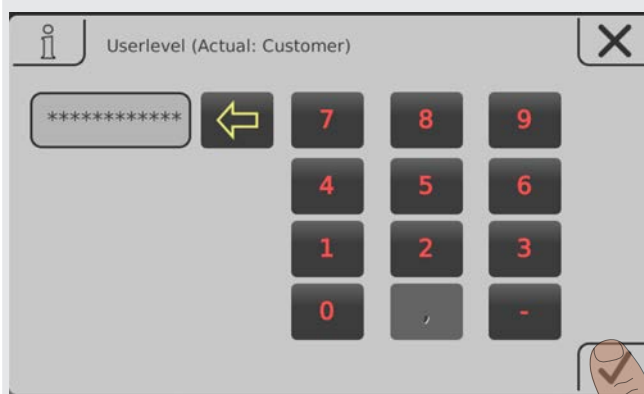 Userlevel (Actual: Customer)
************
7 8 9
4 5 6
1 2 3
0 , -